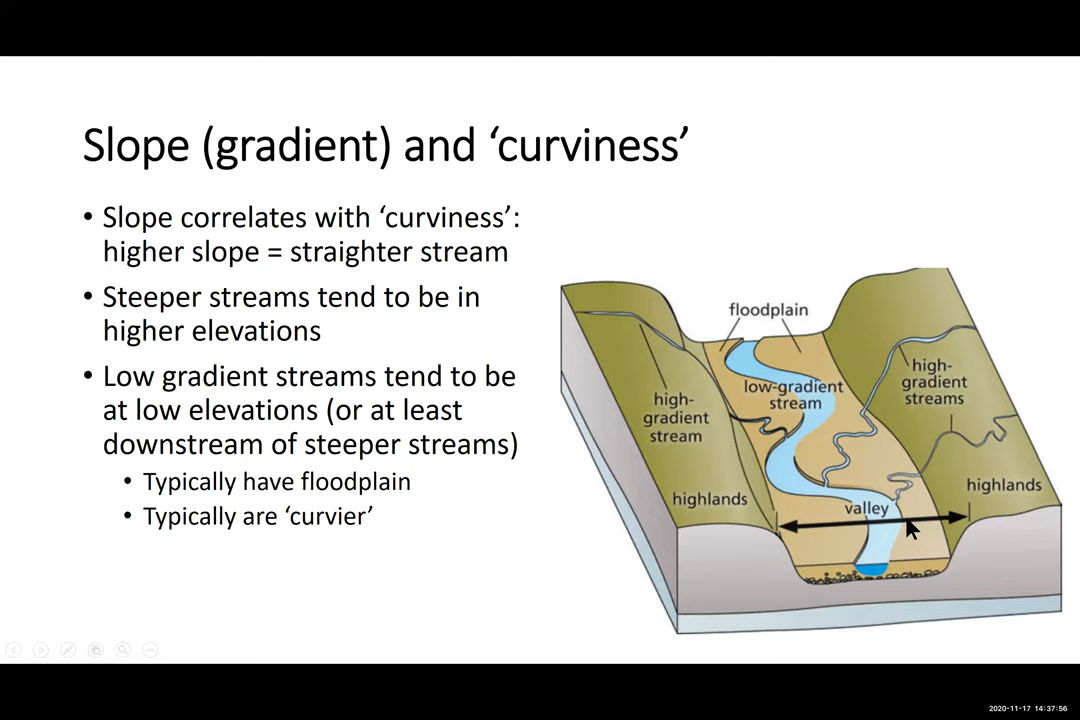 Slope (gradient) and ‘curviness’
• Slope correlates with ‘curviness’:
higher slope = straighter stream
• Steeper streams tend to be in
higher elevations
• Low gradient streams tend to be
at low elevations (or at least
downstream of steeper streams)
• Typically have floodplain
• Typically are ‘curvier’
floodplain
low-gradient
stream
high-
gradient
streams
high-
gradient
stream
highlands
highlands
valley
2020-11-17 14:37:56